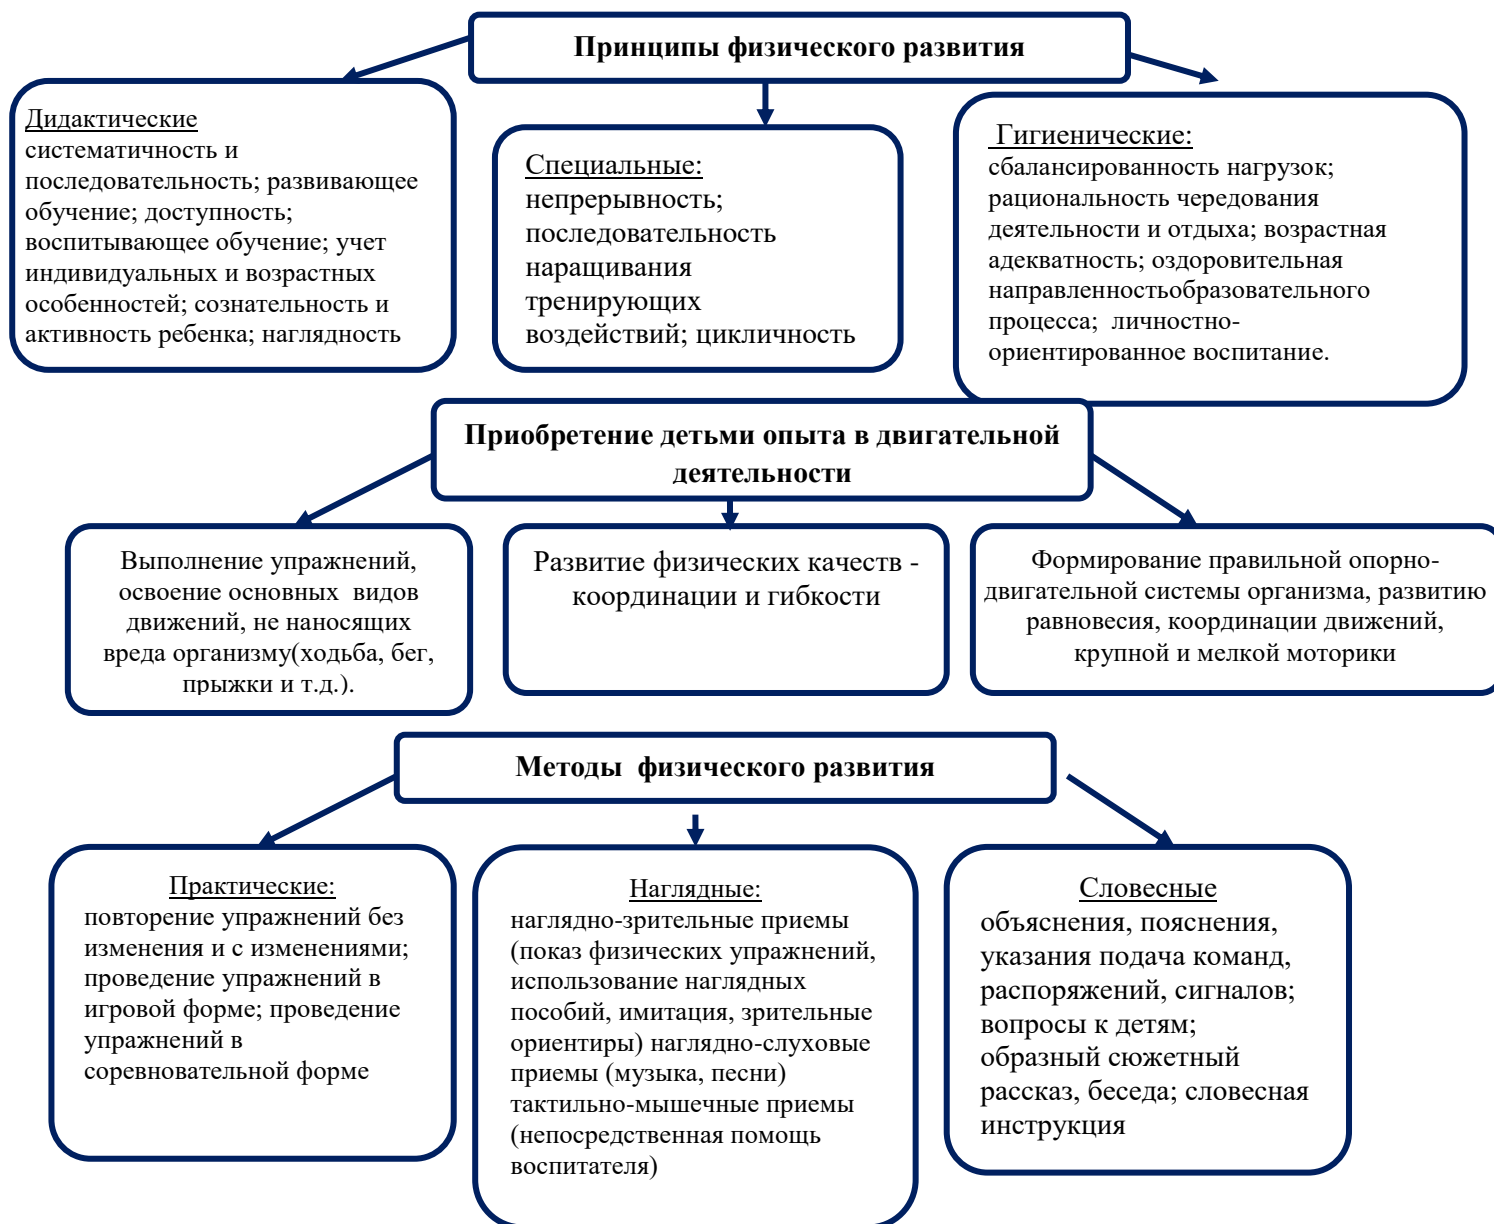 Принципы физического развития
Дидактические
систематичность и
последовательность; развивающее
обучение; доступность;
воспитывающее обучение; учет
индивидуальных и возрастных
особенностей; сознательность и
активность ребенка; наглядность
Специальные:
непрерывность;
последовательность
наращивания
тренирующих
воздействий; цикличность
Гигиенические:
сбалансированность нагрузок;
рациональность чередования
деятельности и отдыха; возрастная
адекватность; оздоровительная
направленностьобразовательного
процесса;  личностно-
ориентированное воспитание.
Приобретение детьми опыта в двигательной
деятельности
Выполнение упражнений,
освоение основных  видов
движений, не наносящих
вреда организму(ходьба, бег,
прыжки и т.д.).
Развитие физических качеств -
координации и гибкости
Формирование правильной опорно-
двигательной системы организма, развитию
равновесия, координации движений,
крупной и мелкой моторики
Методы  физического развития
Практические:
повторение упражнений без
изменения и с изменениями;
проведение упражнений в
игровой форме; проведение
упражнений в
соревновательной форме
Наглядные:
наглядно-зрительные приемы
(показ физических упражнений,
использование наглядных
пособий, имитация, зрительные
ориентиры) наглядно-слуховые
приемы (музыка, песни)
тактильно-мышечные приемы
(непосредственная помощь
воспитателя)
Словесные
объяснения, пояснения,
указания подача команд,
распоряжений, сигналов;
вопросы к детям;
образный сюжетный
рассказ, беседа; словесная
инструкция